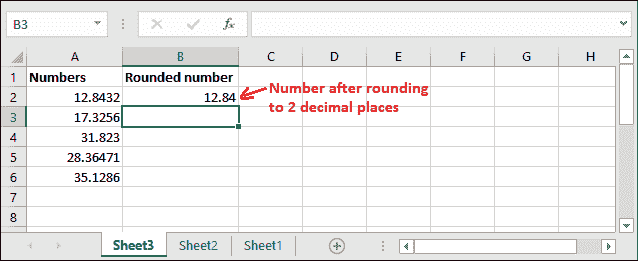 B3
fx
A B C D E F G H
1 Numbers Rounded number
2 12.8432 12.84 Number after rounding
to 2 decimal places
3 17.3256
4 31.823
5 28.36471
6 35.1286
7
8
Sheet3 Sheet2 Sheet1